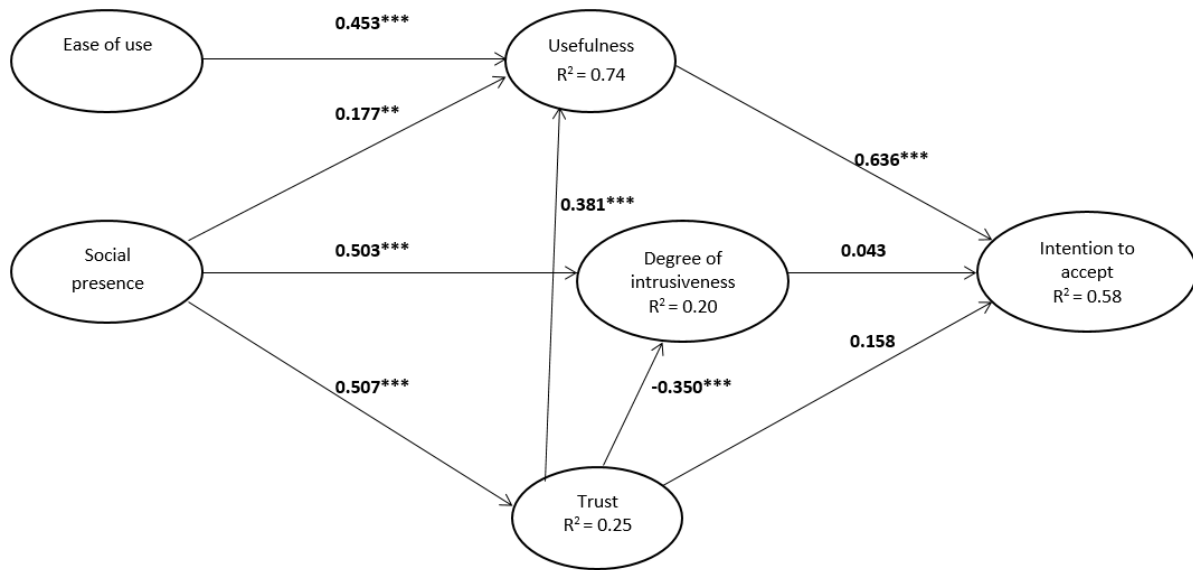 0.453***
Ease of use
Usefulness
R² = 0.74
0.177**
0.636***
0.381***
Social
presence
0.503***
Degree of
intrusiveness
R² = 0.20
0.043
Intention to
accept
R² = 0.58
0.158
0.507***
-0.350***
Trust
R² = 0.25